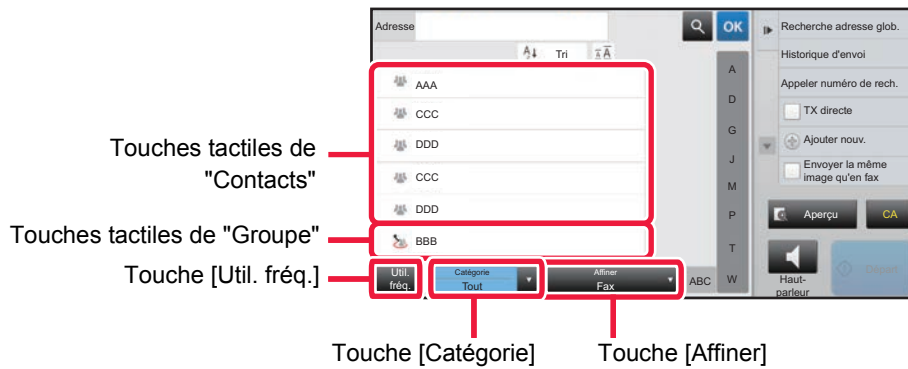 Adresse
OK
Tri
AAA
CCC
DDD
CCC
DDD
BBB
Util.
fréq.
Catégorie
Tout
Affiner
Fax
ABC
A
D
G
J
M
P
T
W
Recherche adresse glob.
Historique d'envoi
Appeler numéro de rech.
TX directe
Ajouter nouv.
Envoyer la même
image qu'en fax
Aperçu
CA
Haut-
parleur
Départ
Touches tactiles de
"Contacts"
Touches tactiles de "Groupe"
Touche [Util. fréq.]
Touche [Catégorie]
Touche [Affiner]